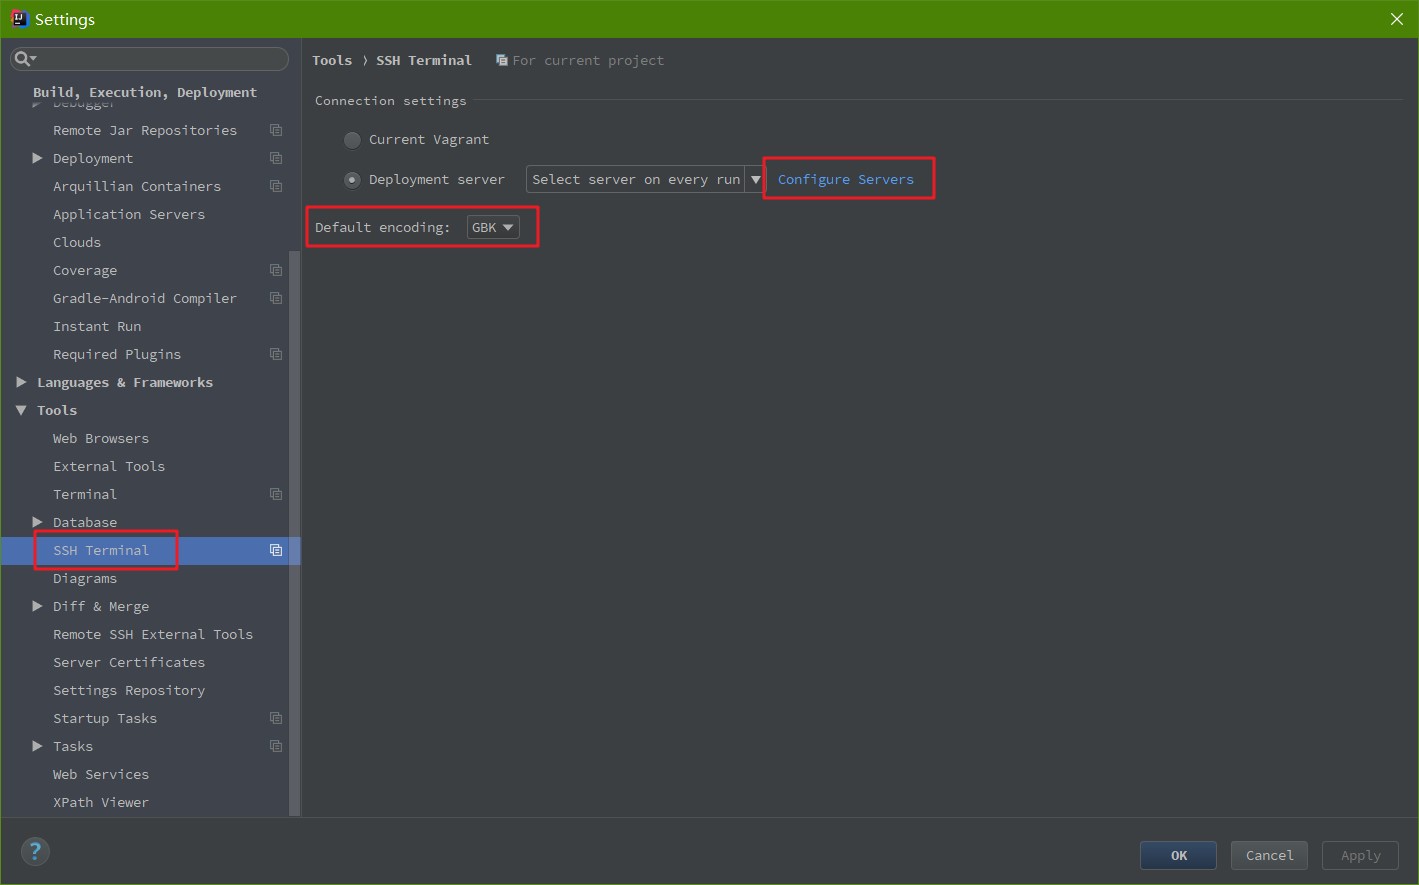 Settings
Build, Execution, Deployment
Debugger
Remote Jar Repositories
Deployment
Arquillian Containers
Application Servers
Clouds
Coverage
Gradle-Android Compiler
Instant Run
Required Plugins
Languages & Frameworks
Tools
Web Browsers
External Tools
Terminal
Database
SSH Terminal
Diagrams
Diff & Merge
Remote SSH External Tools
Server Certificates
Settings Repository
Startup Tasks
Tasks
Web Services
XPath Viewer
Tools › SSH Terminal For current project
Connection settings
Current Vagrant
Deployment server Select server on every run Configure Servers
Default encoding: GBK
?
OK Cancel Apply